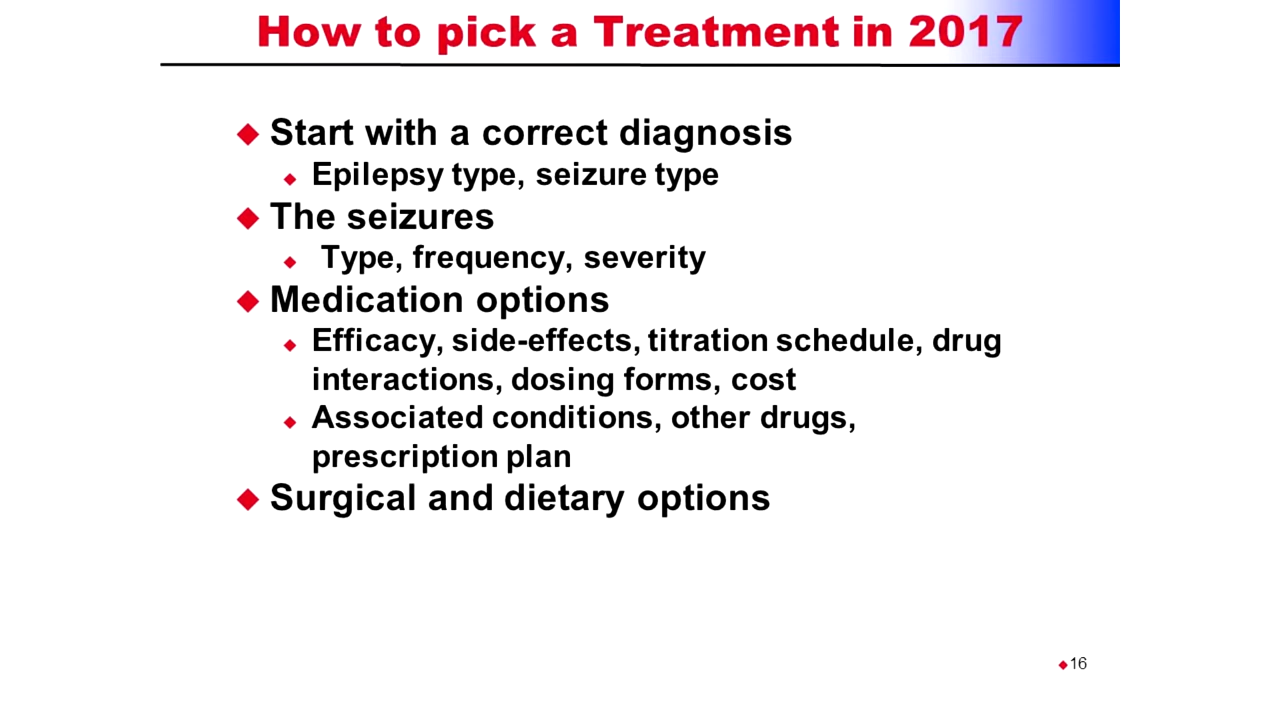 How to pick a Treatment in 2017
Start with a correct diagnosis
Epilepsy type, seizure type
The seizures
Type, frequency, severity
Medication options
Efficacy, side-effects, titration schedule, drug
interactions, dosing forms, cost
Associated conditions, other drugs,
prescription plan
Surgical and dietary options
16